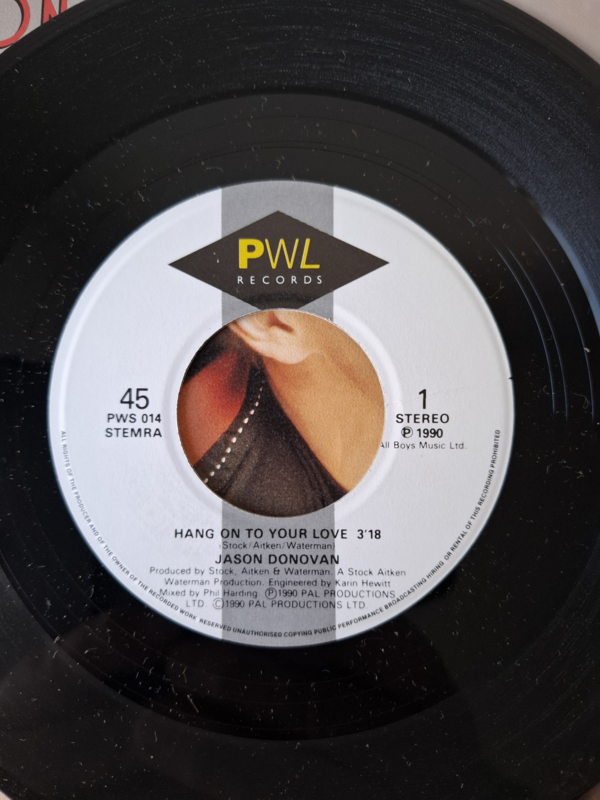 ON
PWL
RECORDS
45
PWS 014
STEMRA
1
STEREO
Ⓟ 1990
All Boys Music Ltd.
HANG ON TO YOUR LOVE 3'18
(Stock/Aitken/Waterman)
JASON DONOVAN
Produced by Stock, Aitken & Waterman. A Stock Aitken
Waterman Production. Engineered by Karin Hewitt
Mixed by Phil Harding. Ⓟ1990 PAL PRODUCTIONS
LTD. ©1990 PAL PRODUCTIONS LTD.
ALL RIGHTS OF THE PRODUCER AND OF THE OWNER OF THE RECORDED WORK RESERVED UNAUTHORISED COPYING PUBLIC PERFORMANCE BROADCASTING HIRING OR RENTAL OF THIS RECORDING PROHIBITED